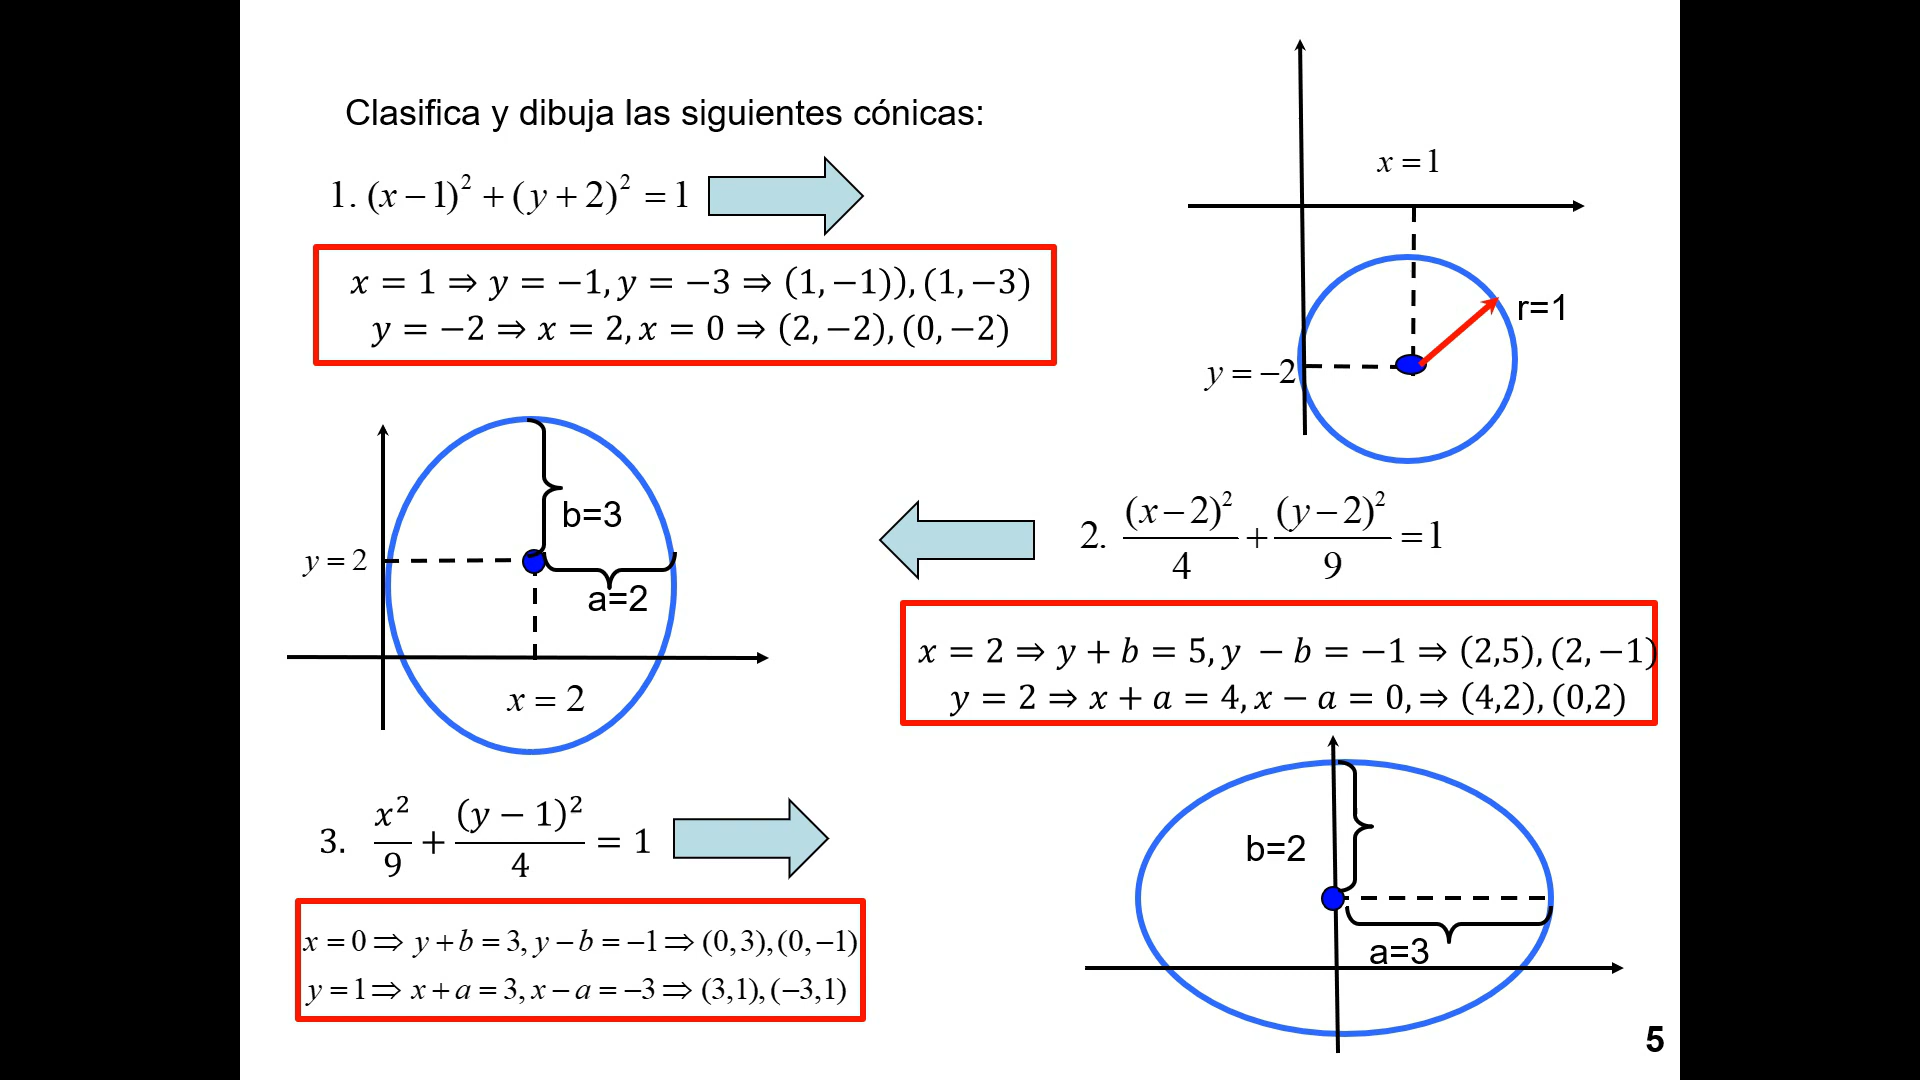 Clasifica y dibuja las siguientes cónicas:
1. (x − 1)² + (y + 2)² = 1
x = 1 ⇒ y = −1, y = −3 ⇒ (1, −1)), (1, −3)
y = −2 ⇒ x = 2, x = 0 ⇒ (2, −2), (0, −2)
x = 1
r=1
y = −2
b=3
y = 2
a=2
x = 2
2. (x − 2)²/4 + (y − 2)²/9 = 1
x = 2 ⇒ y + b = 5, y − b = −1 ⇒ (2,5), (2, −1)
y = 2 ⇒ x + a = 4, x − a = 0, ⇒ (4,2), (0,2)
3. x²/9 + (y − 1)²/4 = 1
x = 0 ⇒ y + b = 3, y − b = −1 ⇒ (0, 3), (0, −1)
y = 1 ⇒ x + a = 3, x − a = −3 ⇒ (3,1), (−3,1)
b=2
a=3
5